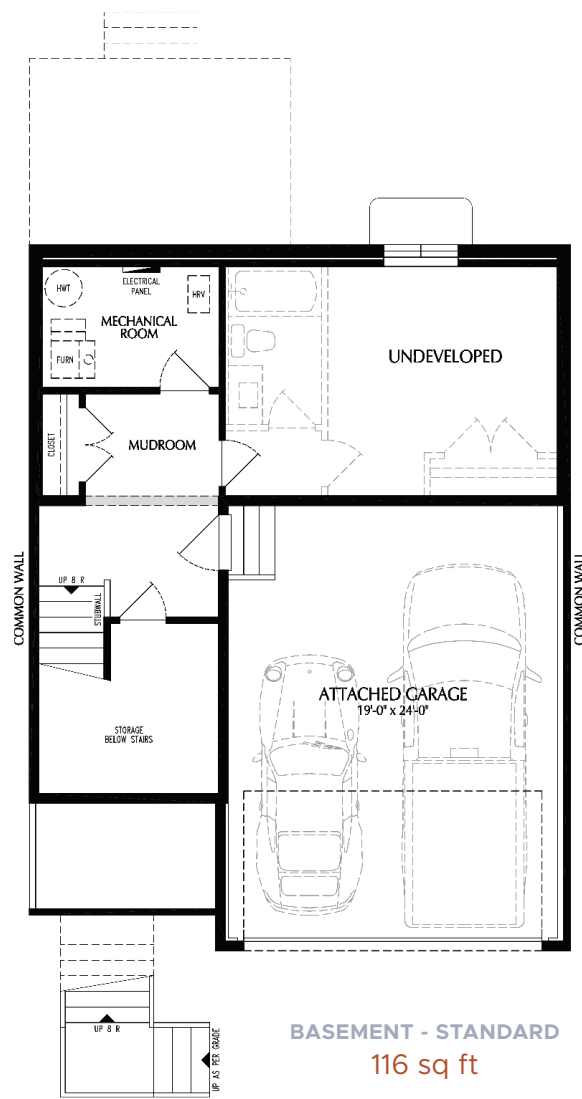 HWT
ELECTRICAL
PANEL
HRV
MECHANICAL
ROOM
FURN
UNDEVELOPED
CLOSET
MUDROOM
COMMON WALL
UP 8 R
STUBWALL
COMMON WALL
ATTACHED GARAGE
19'-0" x 24'-0"
STORAGE
BELOW STAIRS
UP 8 R
UP AS PER GRADE
BASEMENT - STANDARD
116 sq ft